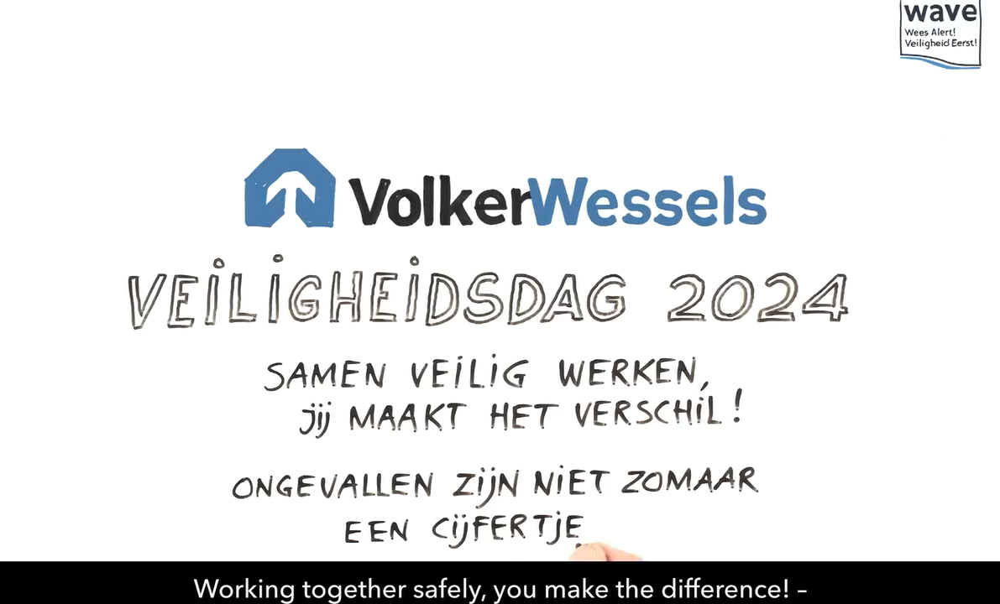 wave
Wees Alert!
Veiligheid Eerst!
VolkerWessels
VEILIGHEIDSDAG 2024
SAMEN VEILIG WERKEN,
JIJ MAAKT HET VERSCHIL!
ONGEVALLEN ZIJN NIET ZOMAAR
EEN CIJFERTJE
Working together safely, you make the difference! –